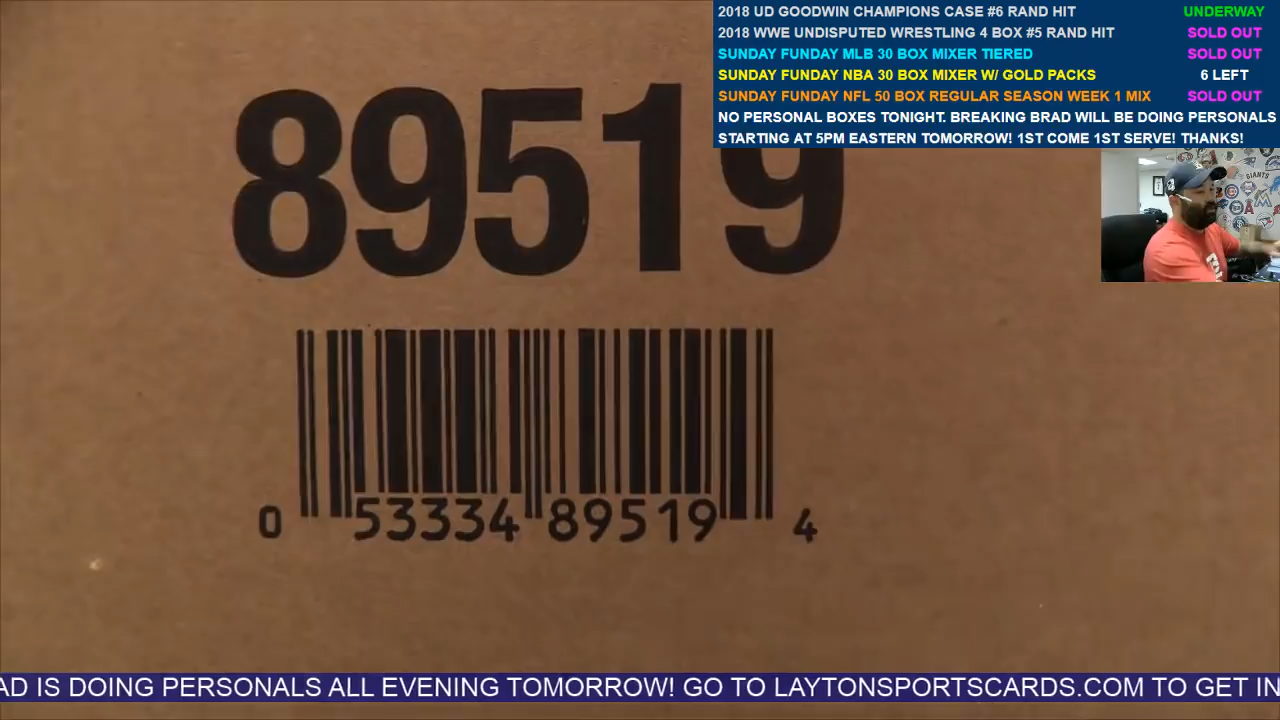 2018 UD GOODWIN CHAMPIONS CASE #6 RAND HIT UNDERWAY
2018 WWE UNDISPUTED WRESTLING 4 BOX #5 RAND HIT SOLD OUT
SUNDAY FUNDAY MLB 30 BOX MIXER TIERED SOLD OUT
SUNDAY FUNDAY NBA 30 BOX MIXER W/ GOLD PACKS 6 LEFT
SUNDAY FUNDAY NFL 50 BOX REGULAR SEASON WEEK 1 MIX SOLD OUT
NO PERSONAL BOXES TONIGHT. BREAKING BRAD WILL BE DOING PERSONALS
STARTING AT 5PM EASTERN TOMORROW! 1ST COME 1ST SERVE! THANKS!
89519
GIANTS
0 53334 89519 4
AD IS DOING PERSONALS ALL EVENING TOMORROW! GO TO LAYTONSPORTSCARDS.COM TO GET IN